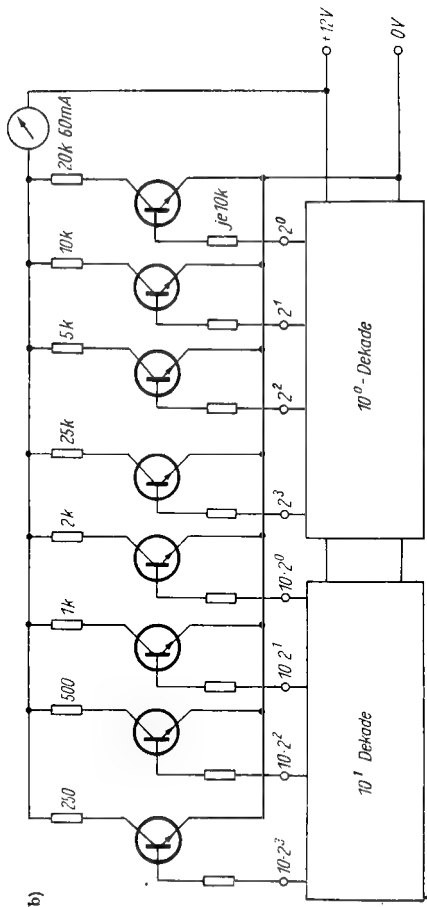 b)
250
500
1k
2k
25k
5k
10k
20k
60mA
je 10k
10·2³
10·2²
10·2¹
10·2⁰
2³
2²
2¹
2⁰
+12V
0V
10¹ Dekade
10⁰-Dekade